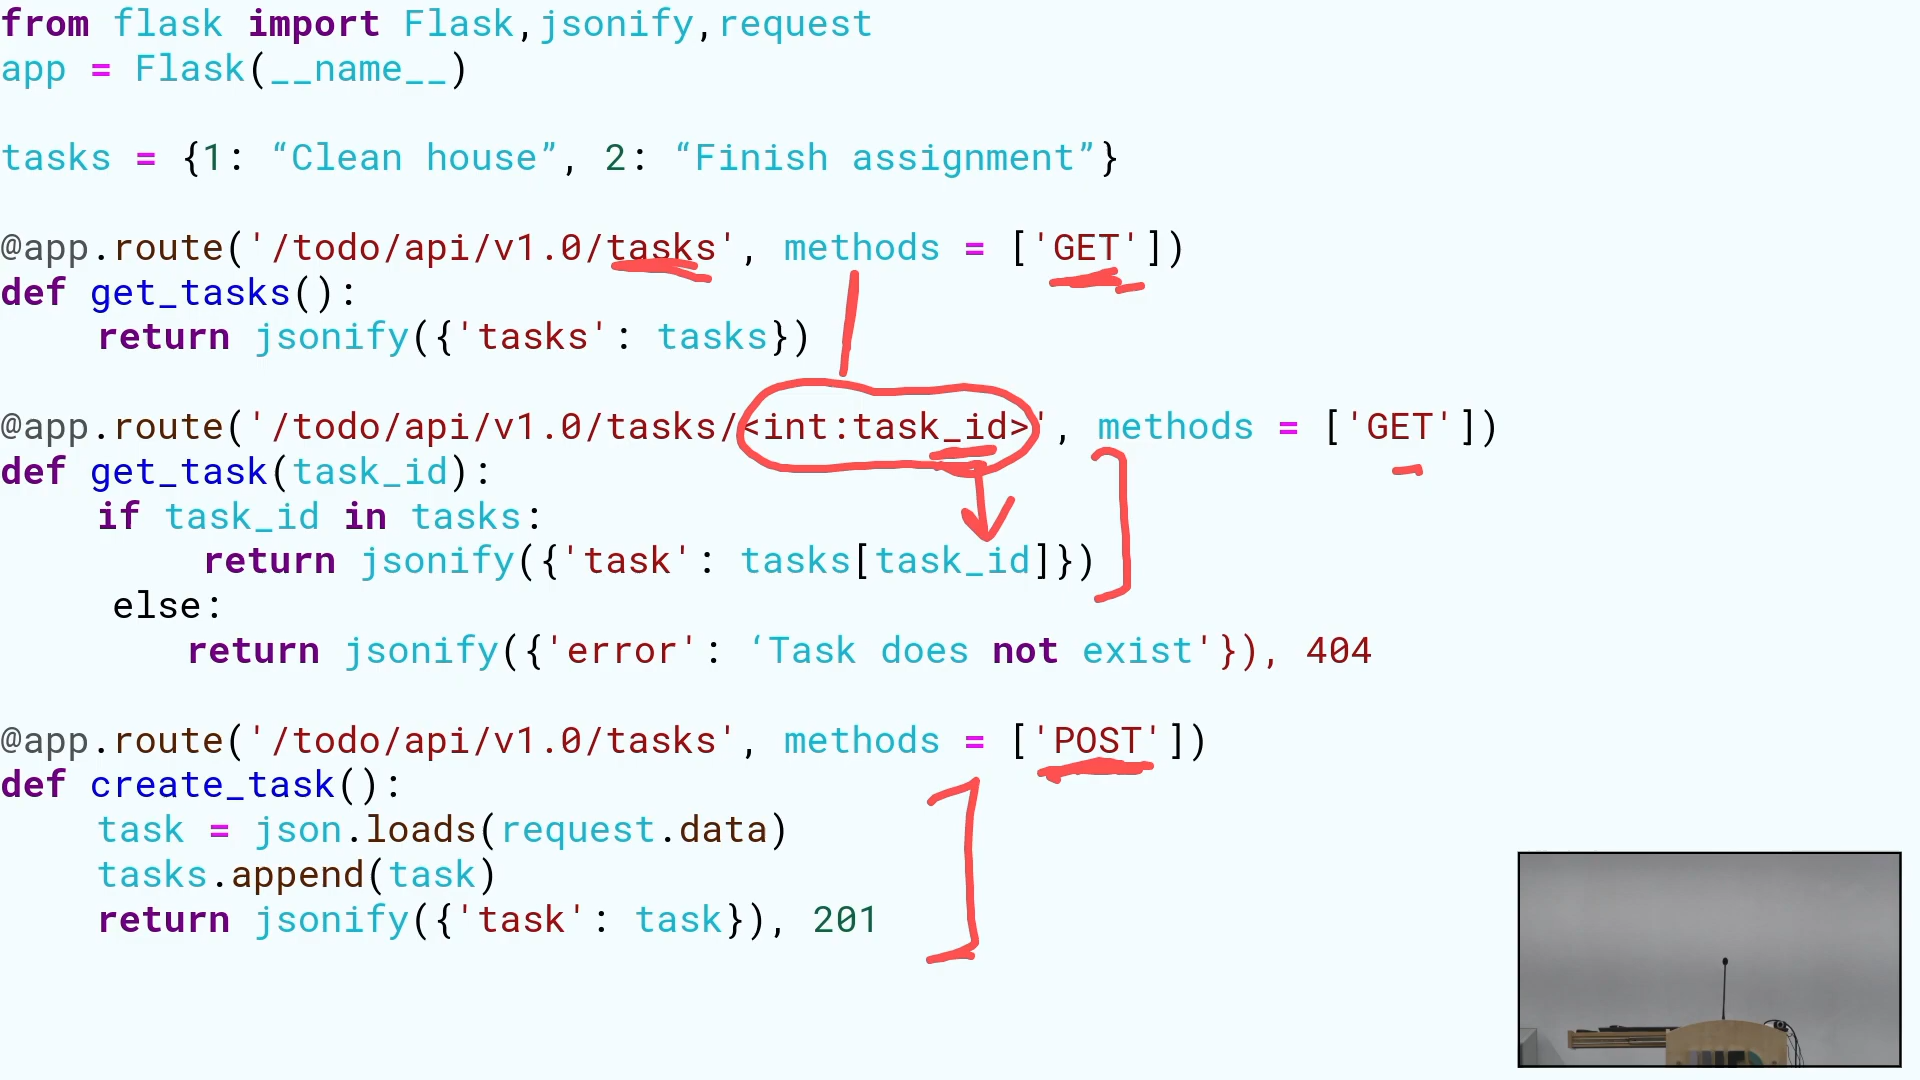 from flask import Flask,jsonify,request
app = Flask(__name__)
tasks = {1: “Clean house”, 2: “Finish assignment”}
@app.route('/todo/api/v1.0/tasks', methods = ['GET'])
def get_tasks():
return jsonify({'tasks': tasks})
@app.route('/todo/api/v1.0/tasks/<int:task_id>', methods = ['GET'])
def get_task(task_id):
if task_id in tasks:
return jsonify({'task': tasks[task_id]})
else:
return jsonify({'error': ‘Task does not exist'}), 404
@app.route('/todo/api/v1.0/tasks', methods = ['POST'])
def create_task():
task = json.loads(request.data)
tasks.append(task)
return jsonify({'task': task}), 201